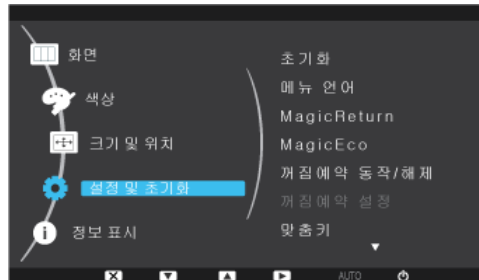 화면
색상
크기 및 위치
설정 및 초기화
정보 표시
초기화
메뉴 언어
MagicReturn
MagicEco
꺼짐예약 동작/해제
꺼짐예약 설정
맞춤키
AUTO